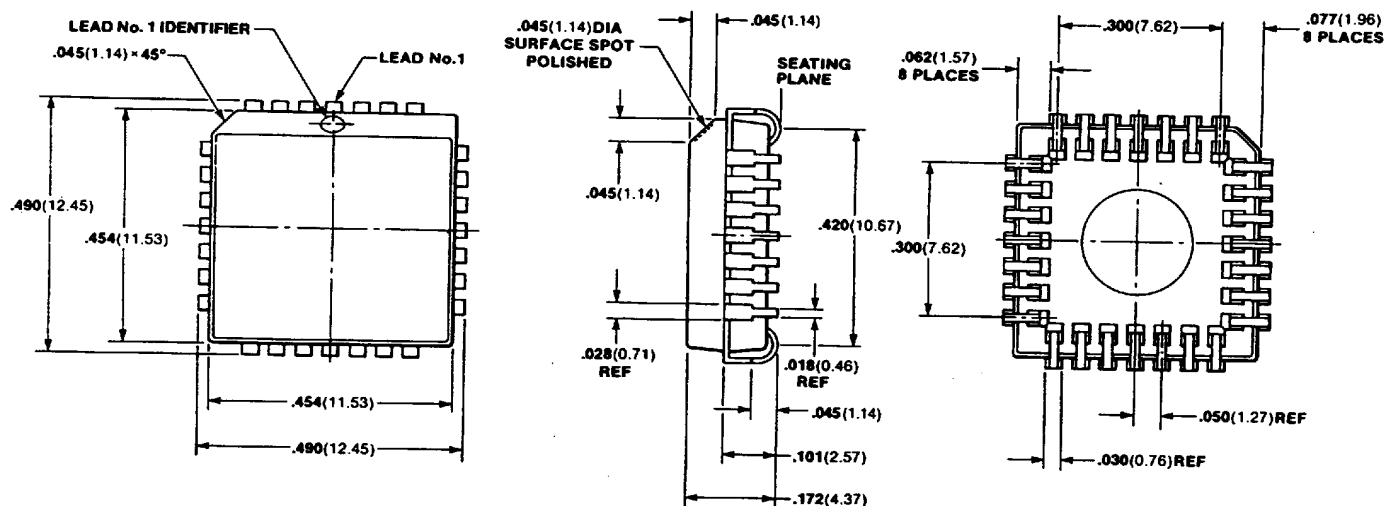 LEAD No. 1 IDENTIFIER
.045(1.14)×45°
LEAD No.1
.490(12.45)
.454(11.53)
.454(11.53)
.490(12.45)
.045(1.14)DIA
SURFACE SPOT
POLISHED
.045(1.14)
SEATING
PLANE
.045(1.14)
.420(10.67)
.028(0.71)
REF
.018(0.46)
REF
.045(1.14)
.101(2.57)
.172(4.37)
.300(7.62)
.077(1.96)
8 PLACES
.062(1.57)
8 PLACES
.300(7.62)
.050(1.27)REF
.030(0.76)REF